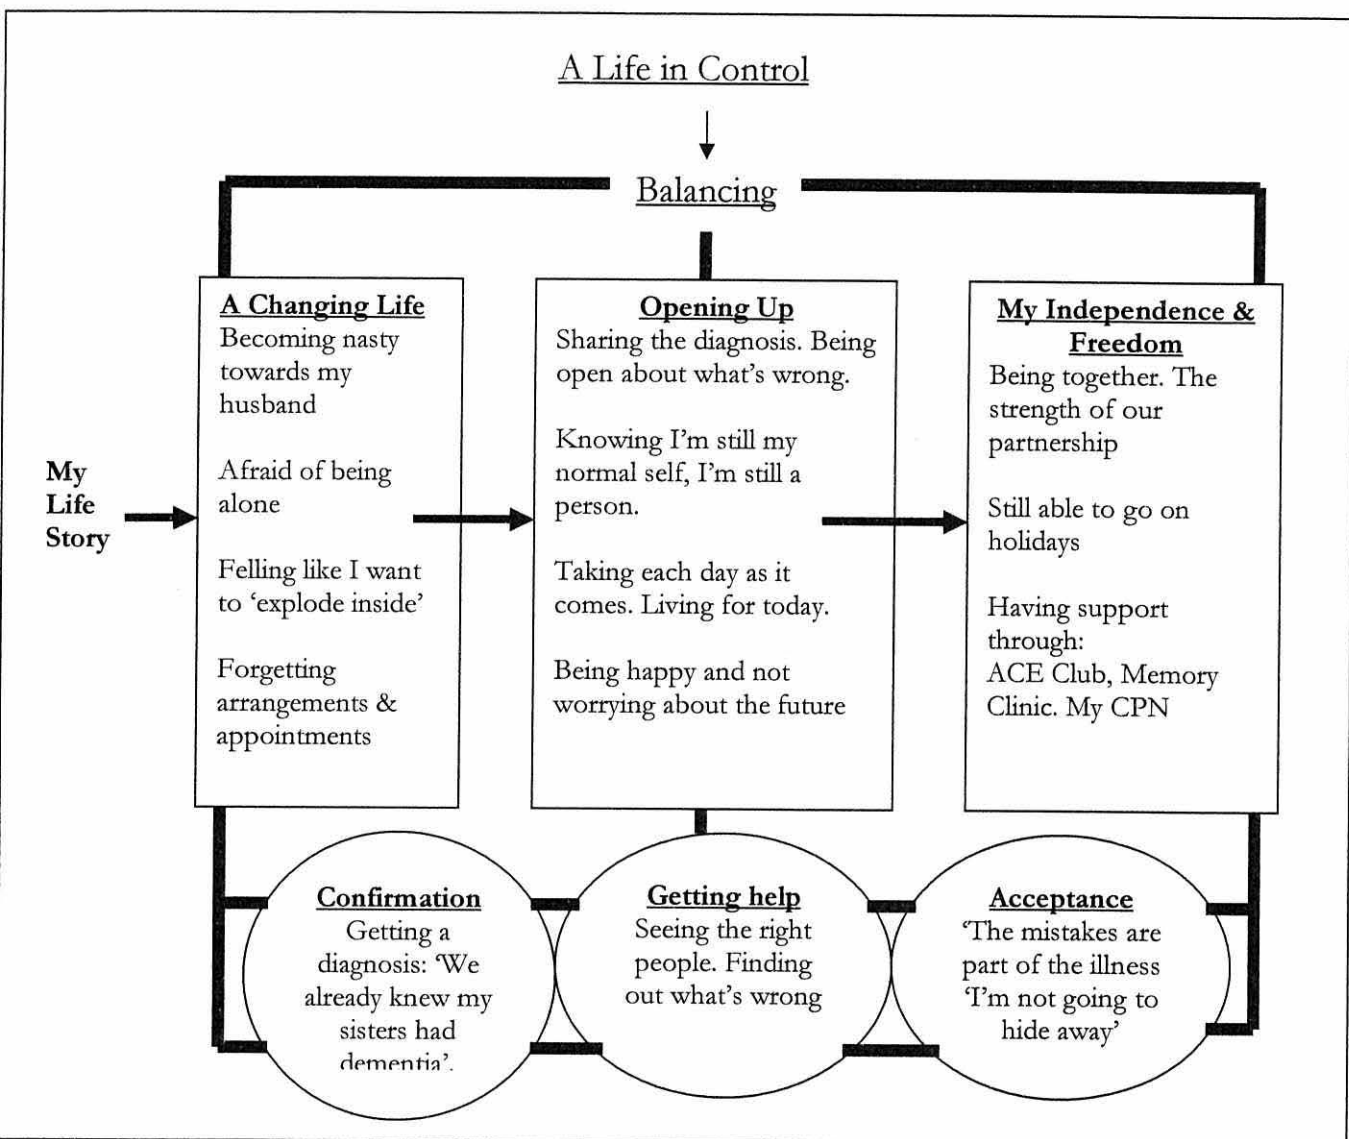 A Life in Control
Balancing
My
Life
Story
A Changing Life
Becoming nasty
towards my
husband
Afraid of being
alone
Felling like I want
to ‘explode inside’
Forgetting
arrangements &
appointments
Opening Up
Sharing the diagnosis. Being
open about what’s wrong.
Knowing I’m still my
normal self, I’m still a
person.
Taking each day as it
comes. Living for today.
Being happy and not
worrying about the future
My Independence &
Freedom
Being together. The
strength of our
partnership
Still able to go on
holidays
Having support
through:
ACE Club, Memory
Clinic. My CPN
Confirmation
Getting a
diagnosis: ‘We
already knew my
sisters had
dementia’.
Getting help
Seeing the right
people. Finding
out what’s wrong
Acceptance
‘The mistakes are
part of the illness
‘I’m not going to
hide away’